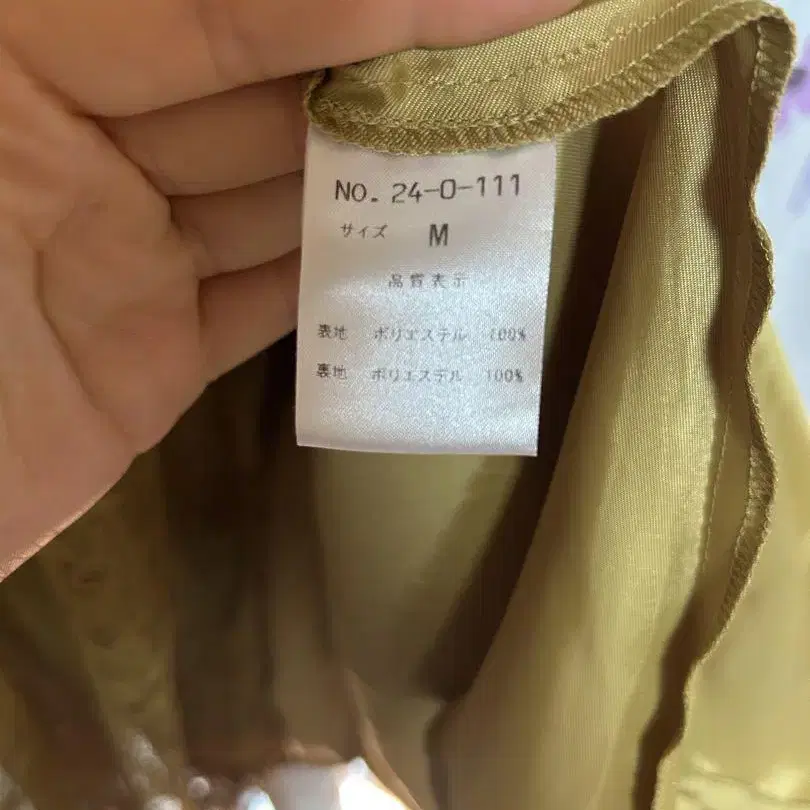 NO. 24-0-111
サイズ M
品質表示
表地 ポリエステル 100%
裏地 ポリエステル 100%